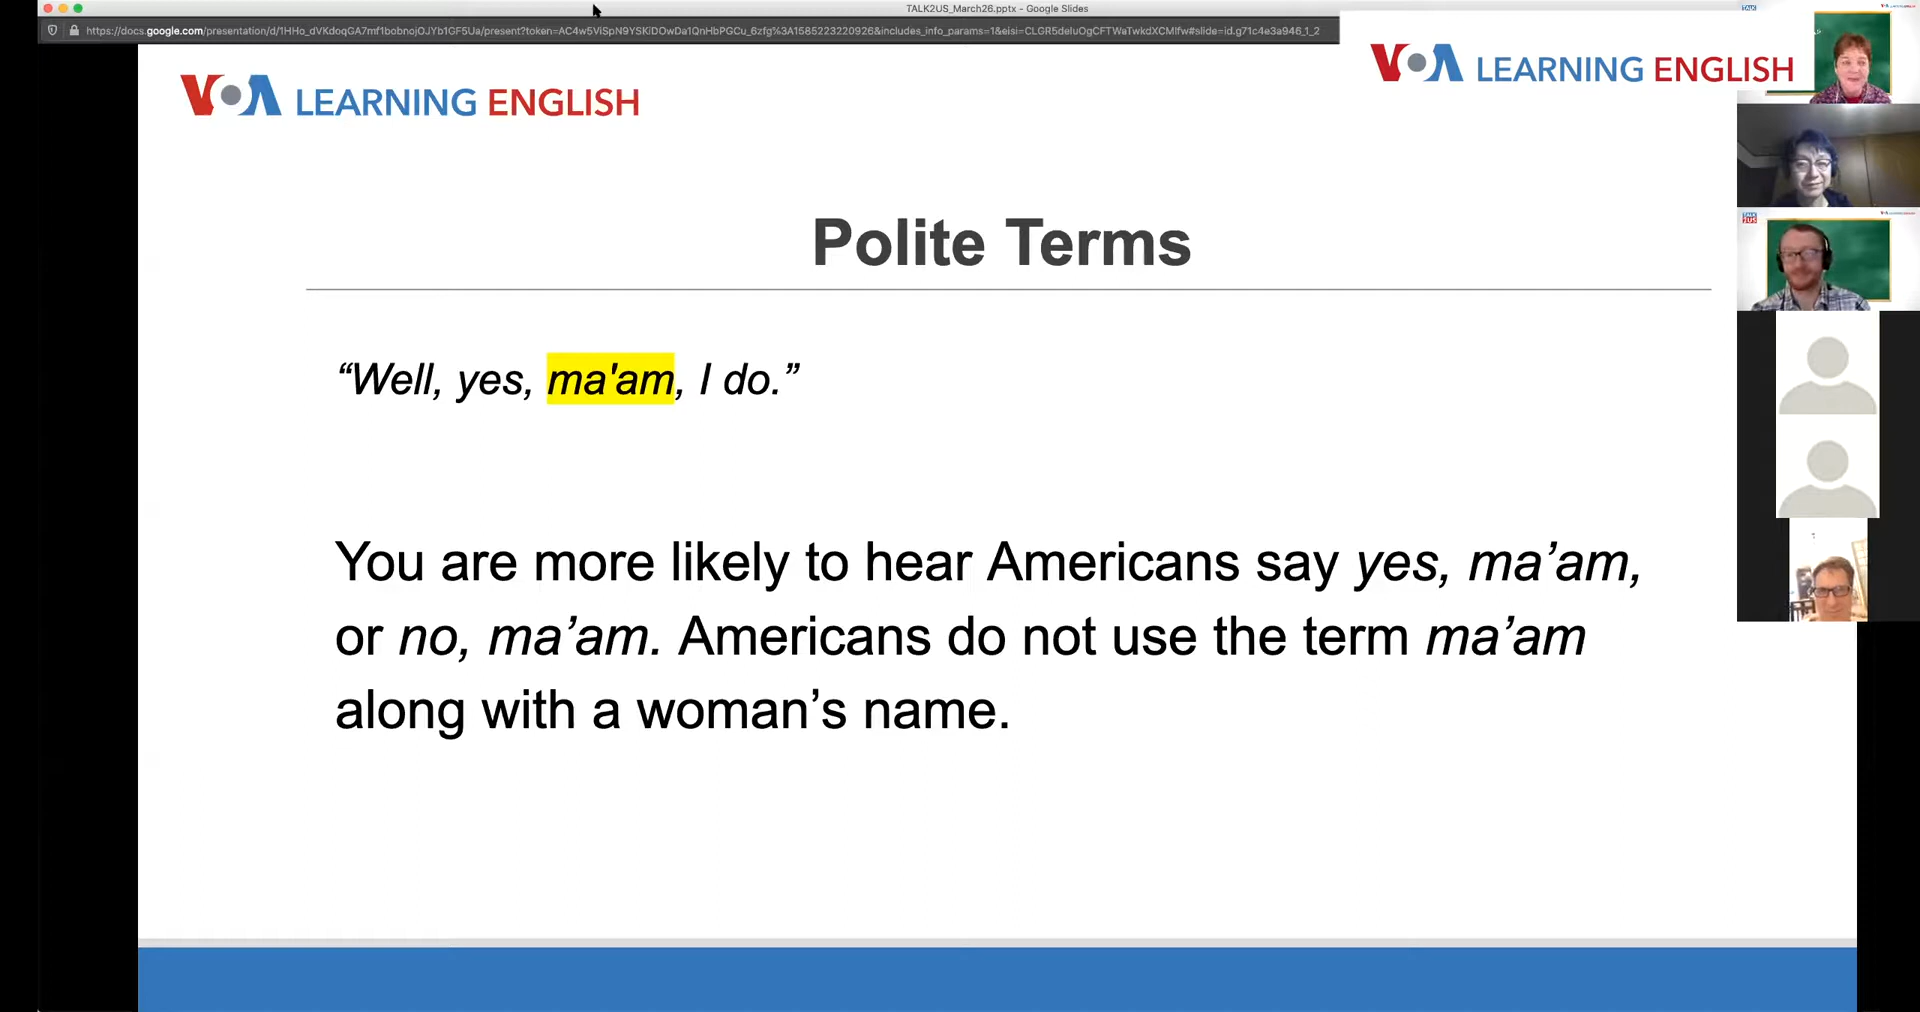 TALK2US_March26.pptx - Google Slides
VOA LEARNING ENGLISH
VOA LEARNING ENGLISH
TALK 2US
Polite Terms
“Well, yes, ma'am, I do.”
You are more likely to hear Americans say yes, ma’am,
or no, ma’am. Americans do not use the term ma’am
along with a woman’s name.